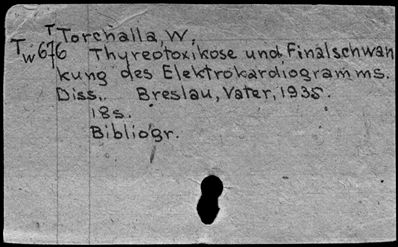 T Torchalla, W.
Tw676 Thyreotoxikose und Finalschwan
kung des Elektrokardiogramms.
Diss., Breslau, Vater, 1935.
18s.
Bibliogr.